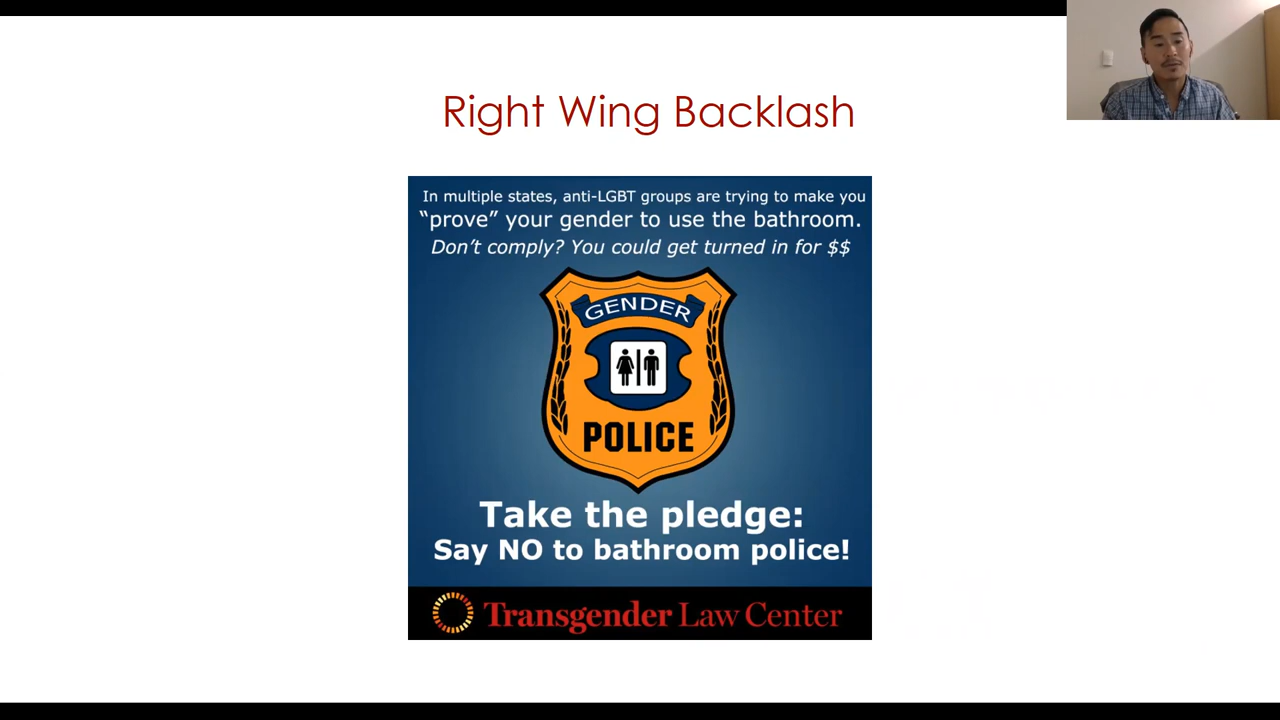 Right Wing Backlash
In multiple states, anti-LGBT groups are trying to make you
“prove” your gender to use the bathroom.
Don’t comply? You could get turned in for $$
GENDER
POLICE
Take the pledge:
Say NO to bathroom police!
Transgender Law Center